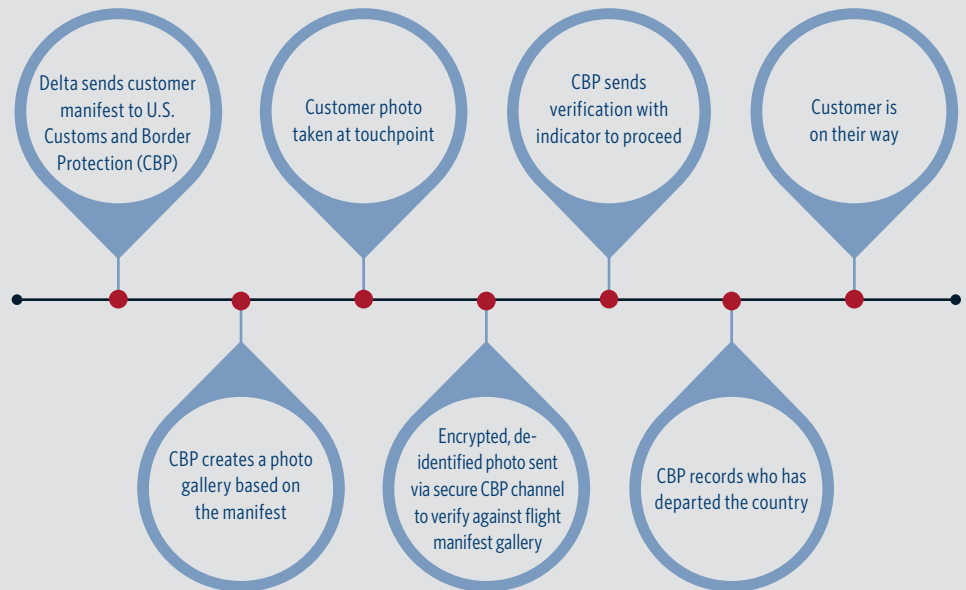 Delta sends customer
manifest to U.S.
Customs and Border
Protection (CBP)
CBP creates a photo
gallery based on
the manifest
Customer photo
taken at touchpoint
Encrypted, de-
identified photo sent
via secure CBP channel
to verify against flight
manifest gallery
CBP sends
verification with
indicator to proceed
CBP records who has
departed the country
Customer is
on their way